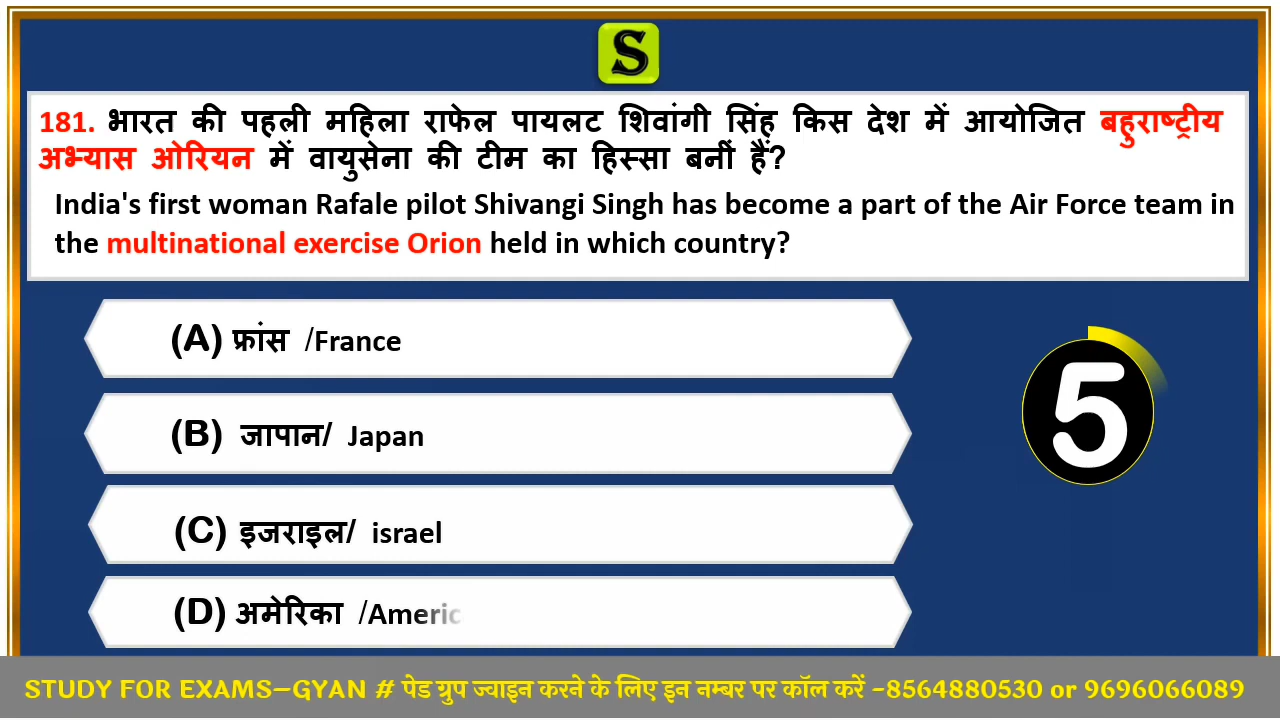 S
181. भारत की पहली महिला राफेल पायलट शिवांगी सिंह किस देश में आयोजित बहुराष्ट्रीय
अभ्यास ओरियन में वायुसेना की टीम का हिस्सा बनीं हैं?
India's first woman Rafale pilot Shivangi Singh has become a part of the Air Force team in
the multinational exercise Orion held in which country?
(A) फ्रांस /France
(B) जापान/ Japan
5
(C) इजराइल/ israel
(D) अमेरिका /Americ
STUDY FOR EXAMS-GYAN # पेड ग्रुप ज्वाइन करने के लिए इन नम्बर पर कॉल करें -8564880530 or 9696066089